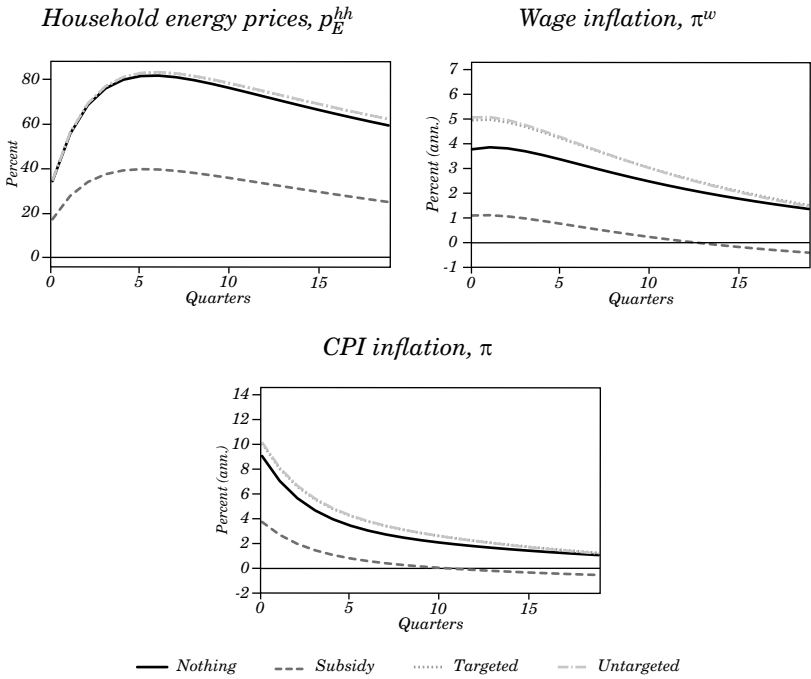 Household energy prices, p_E^hh
Wage inflation, π^w
80
60
40
20
0
Percent
0 5 10 15
Quarters
7
6
5
4
3
2
1
0
-1
Percent (ann.)
0 5 10 15
Quarters
CPI inflation, π
14
12
10
8
6
4
2
0
-2
Percent (ann.)
0 5 10 15
Quarters
Nothing Subsidy Targeted Untargeted